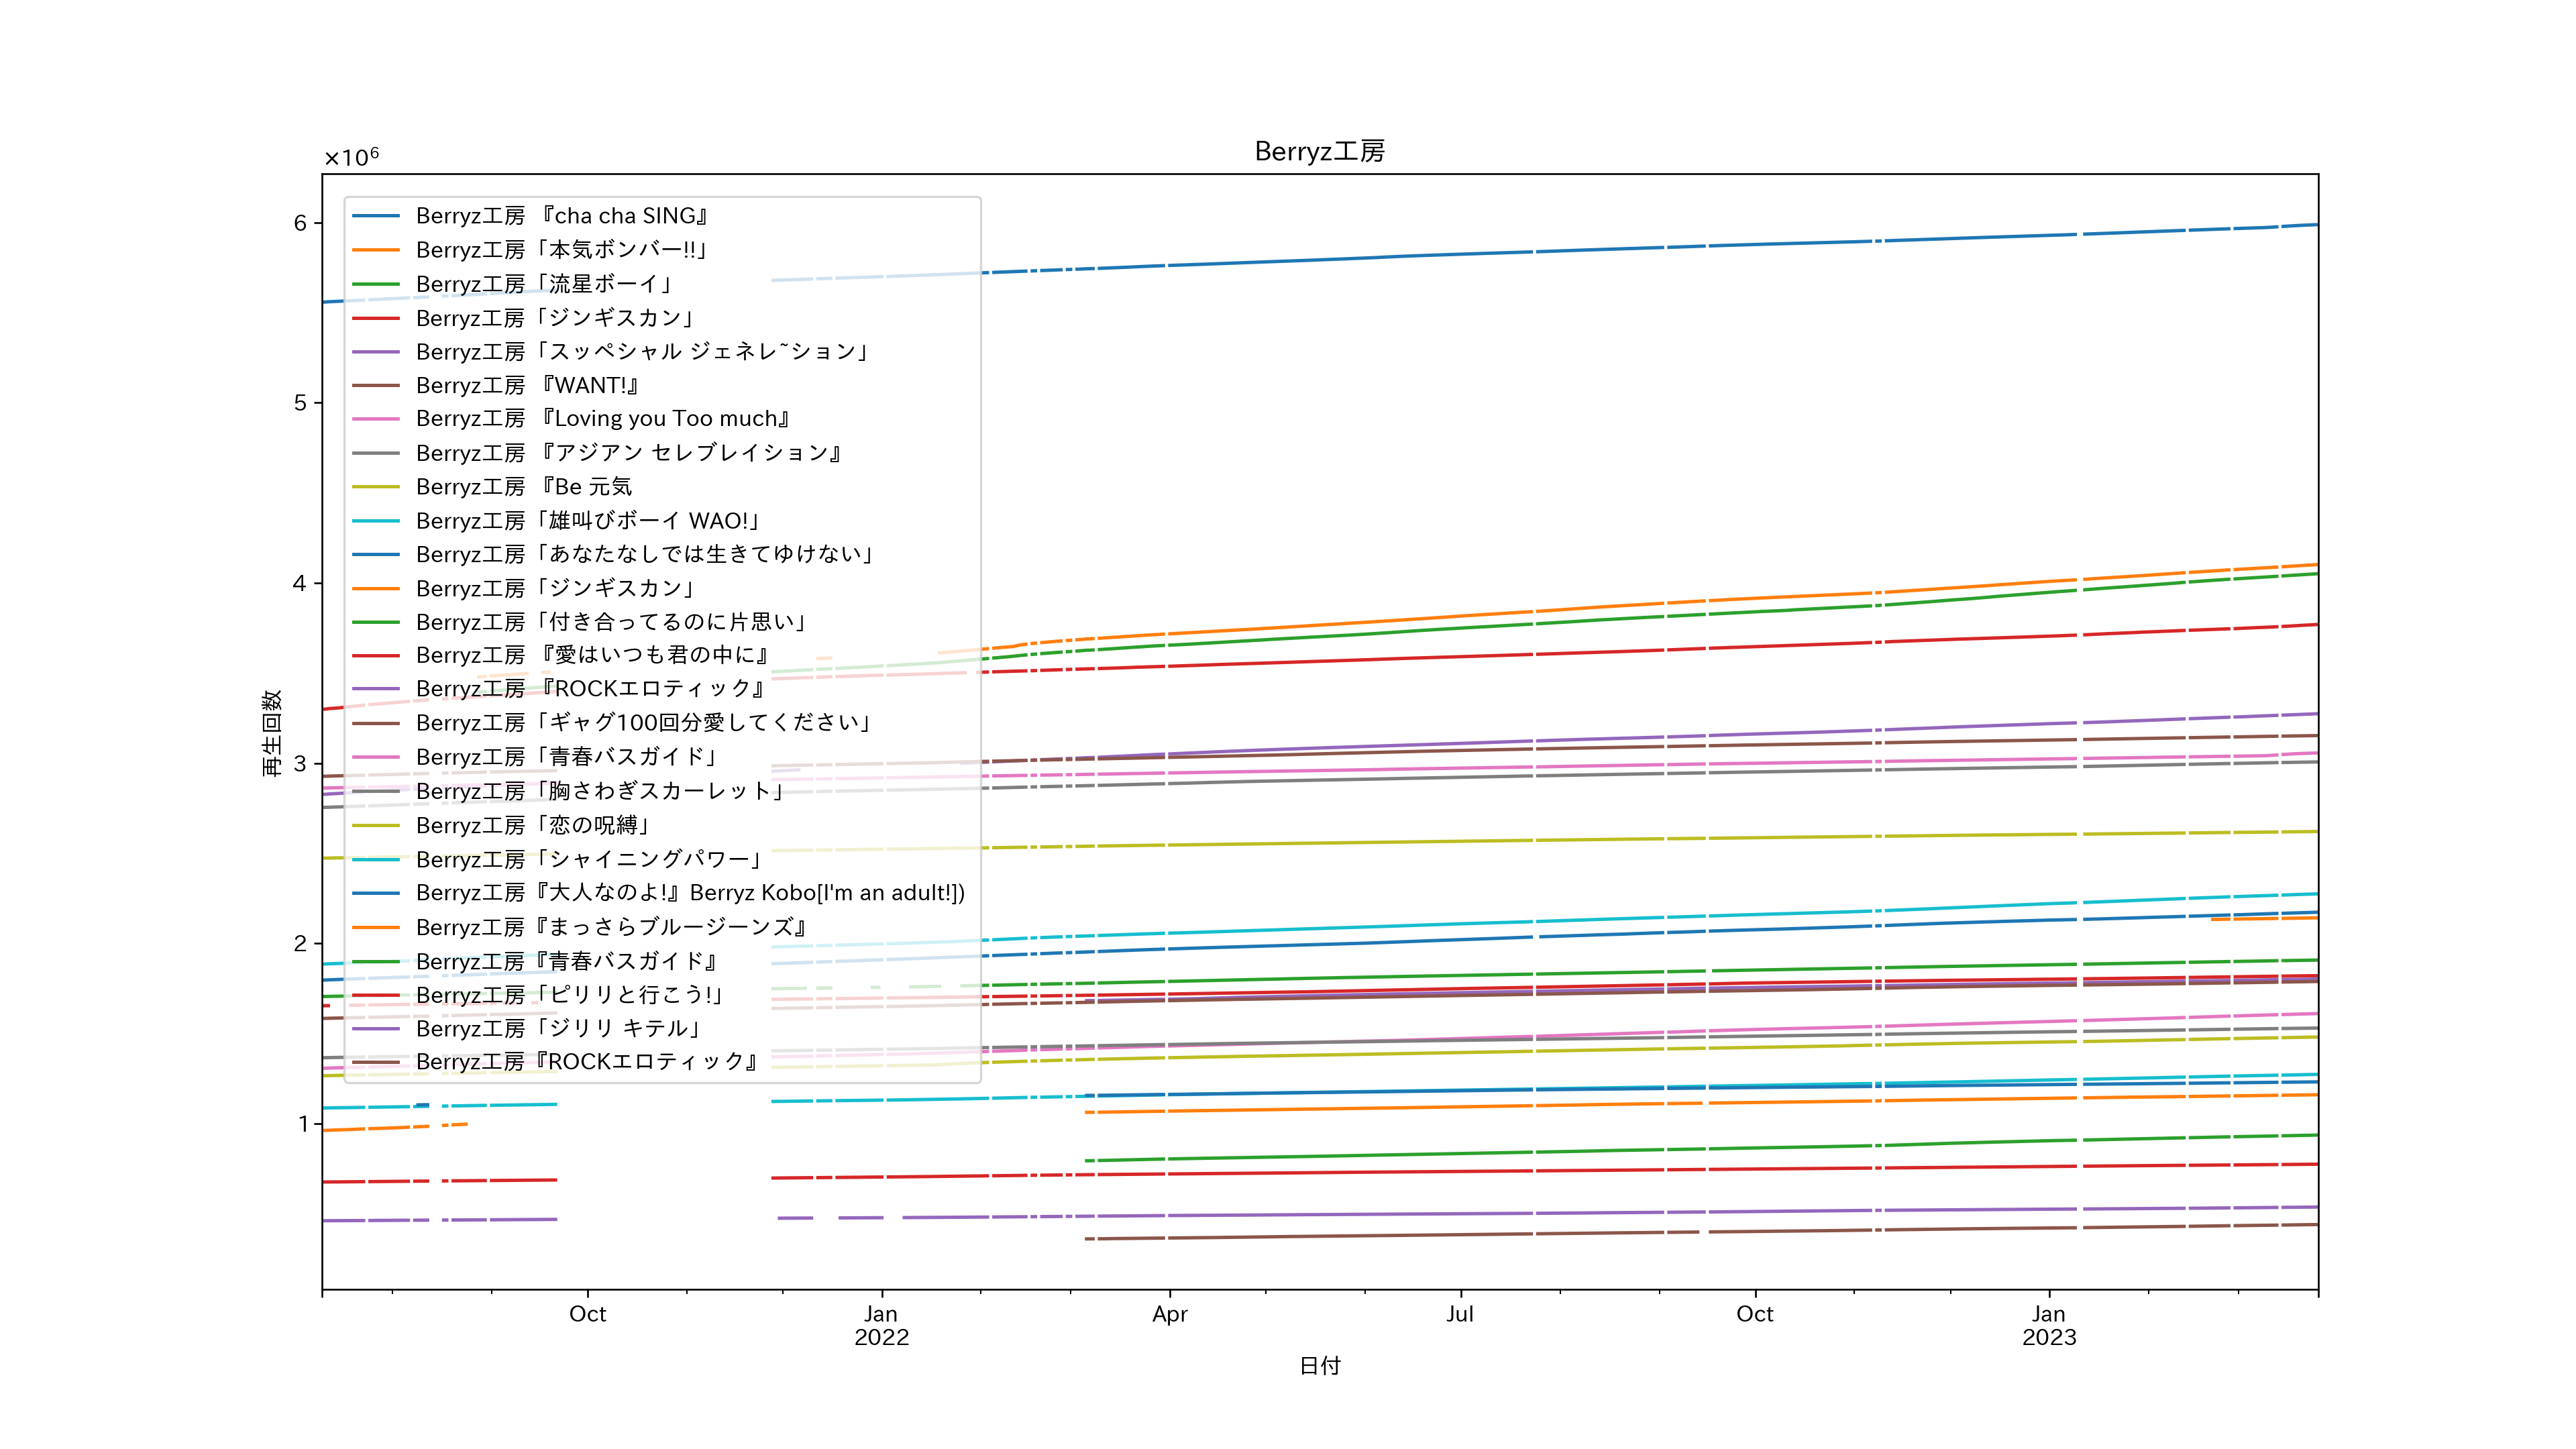 Berryz工房
×10⁶
6
5
4
3
2
1
再生回数
Berryz工房 『cha cha SING』
Berryz工房「本気ボンバー!!」
Berryz工房「流星ボーイ」
Berryz工房「ジンギスカン」
Berryz工房「スッペシャル ジェネレ~ション」
Berryz工房 『WANT!』
Berryz工房 『Loving you Too much』
Berryz工房 『アジアン セレブレイション』
Berryz工房 『Be 元気
Berryz工房「雄叫びボーイ WAO!」
Berryz工房「あなたなしでは生きてゆけない」
Berryz工房「ジンギスカン」
Berryz工房「付き合ってるのに片思い」
Berryz工房 『愛はいつも君の中に』
Berryz工房 『ROCKエロティック』
Berryz工房「ギャグ100回分愛してください」
Berryz工房「青春バスガイド」
Berryz工房「胸さわぎスカーレット」
Berryz工房「恋の呪縛」
Berryz工房「シャイニングパワー」
Berryz工房『大人なのよ!』Berryz Kobo[I'm an adult!])
Berryz工房『まっさらブルージーンズ』
Berryz工房『青春バスガイド』
Berryz工房「ピリリと行こう!」
Berryz工房「ジリリ キテル」
Berryz工房『ROCKエロティック』
Oct Jan Apr Jul Oct Jan
2022 2023
日付